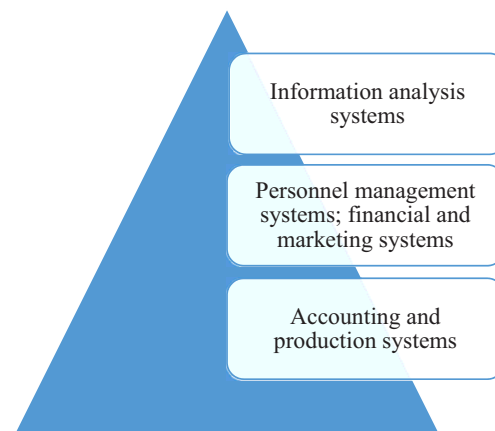 Information analysis
systems
Personnel management
systems; financial and
marketing systems
Accounting and
production systems